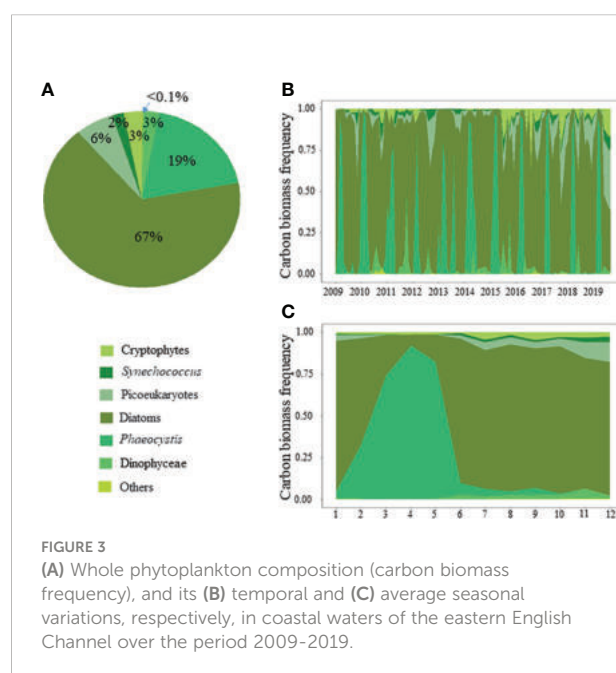 A
<0.1%
2%
3%
3%
6%
19%
67%
B
Carbon biomass frequency
1.00
0.75
0.50
0.25
0.00
2009 2010 2011 2012 2013 2014 2015 2016 2017 2018 2019
Cryptophytes
Synechococcus
Picoeukaryotes
Diatoms
Phaeocystis
Dinophyceae
Others
C
Carbon biomass frequency
1.00
0.75
0.50
0.25
0.00
1 2 3 4 5 6 7 8 9 10 11 12
FIGURE 3
(A) Whole phytoplankton composition (carbon biomass
frequency), and its (B) temporal and (C) average seasonal
variations, respectively, in coastal waters of the eastern English
Channel over the period 2009-2019.